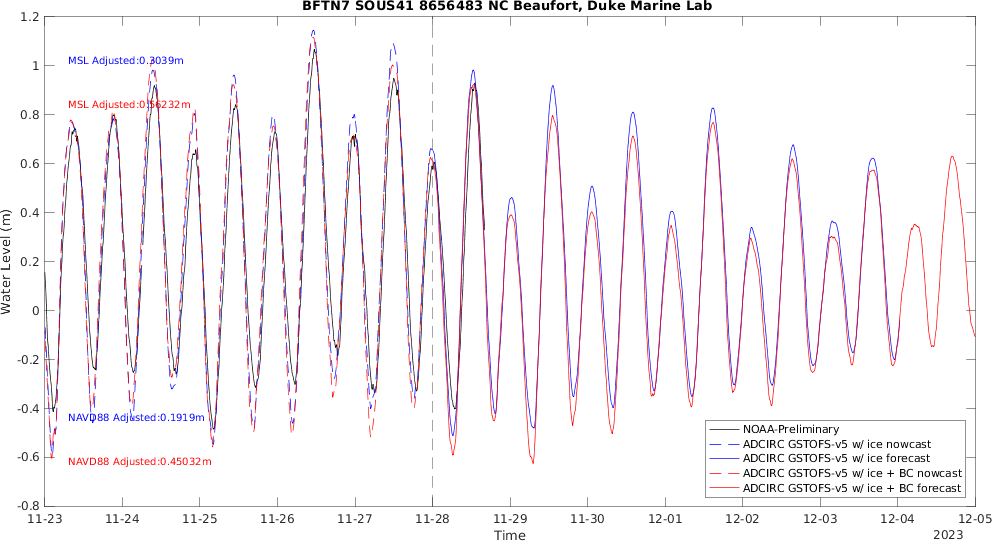 BFTN7 SOUS41 8656483 NC Beaufort, Duke Marine Lab
1.2
1
0.8
0.6
0.4
0.2
0
-0.2
-0.4
-0.6
-0.8
Water Level (m)
MSL Adjusted:0.3039m
MSL Adjusted:0.56232m
NAVD88 Adjusted:0.1919m
NAVD88 Adjusted:0.45032m
NOAA-Preliminary
ADCIRC GSTOFS-v5 w/ ice nowcast
ADCIRC GSTOFS-v5 w/ ice forecast
ADCIRC GSTOFS-v5 w/ ice + BC nowcast
ADCIRC GSTOFS-v5 w/ ice + BC forecast
11-23 11-24 11-25 11-26 11-27 11-28 11-29 11-30 12-01 12-02 12-03 12-04 12-05
Time
2023